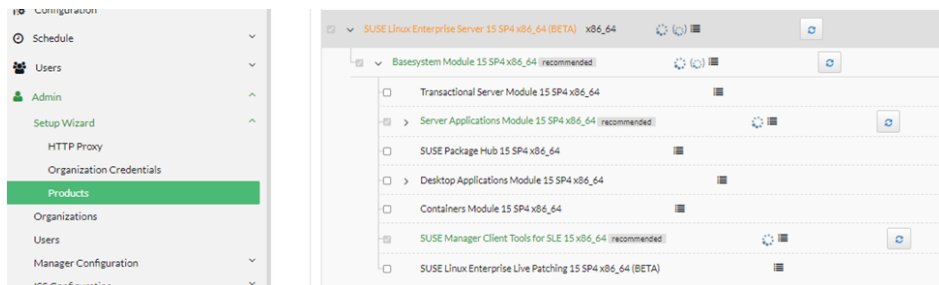 Configuration
Schedule
Users
Admin
Setup Wizard
HTTP Proxy
Organization Credentials
Products
Organizations
Users
Manager Configuration
ISS Configuration
SUSE Linux Enterprise Server 15 SP4 x86_64 (BETA) x86_64
Basesystem Module 15 SP4 x86_64 recommended
Transactional Server Module 15 SP4 x86_64
Server Applications Module 15 SP4 x86_64 recommended
SUSE Package Hub 15 SP4 x86_64
Desktop Applications Module 15 SP4 x86_64
Containers Module 15 SP4 x86_64
SUSE Manager Client Tools for SLE 15 x86_64 recommended
SUSE Linux Enterprise Live Patching 15 SP4 x86_64 (BETA)